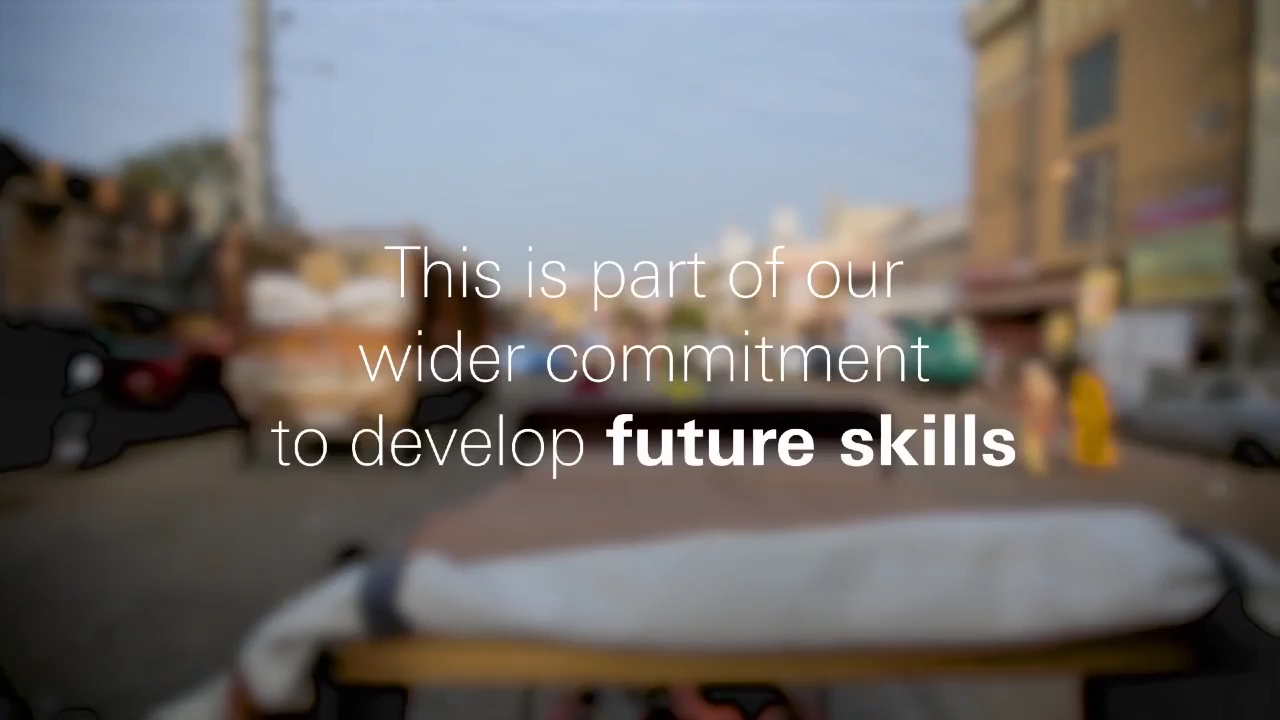 This is part of our
wider commitment
to develop future skills